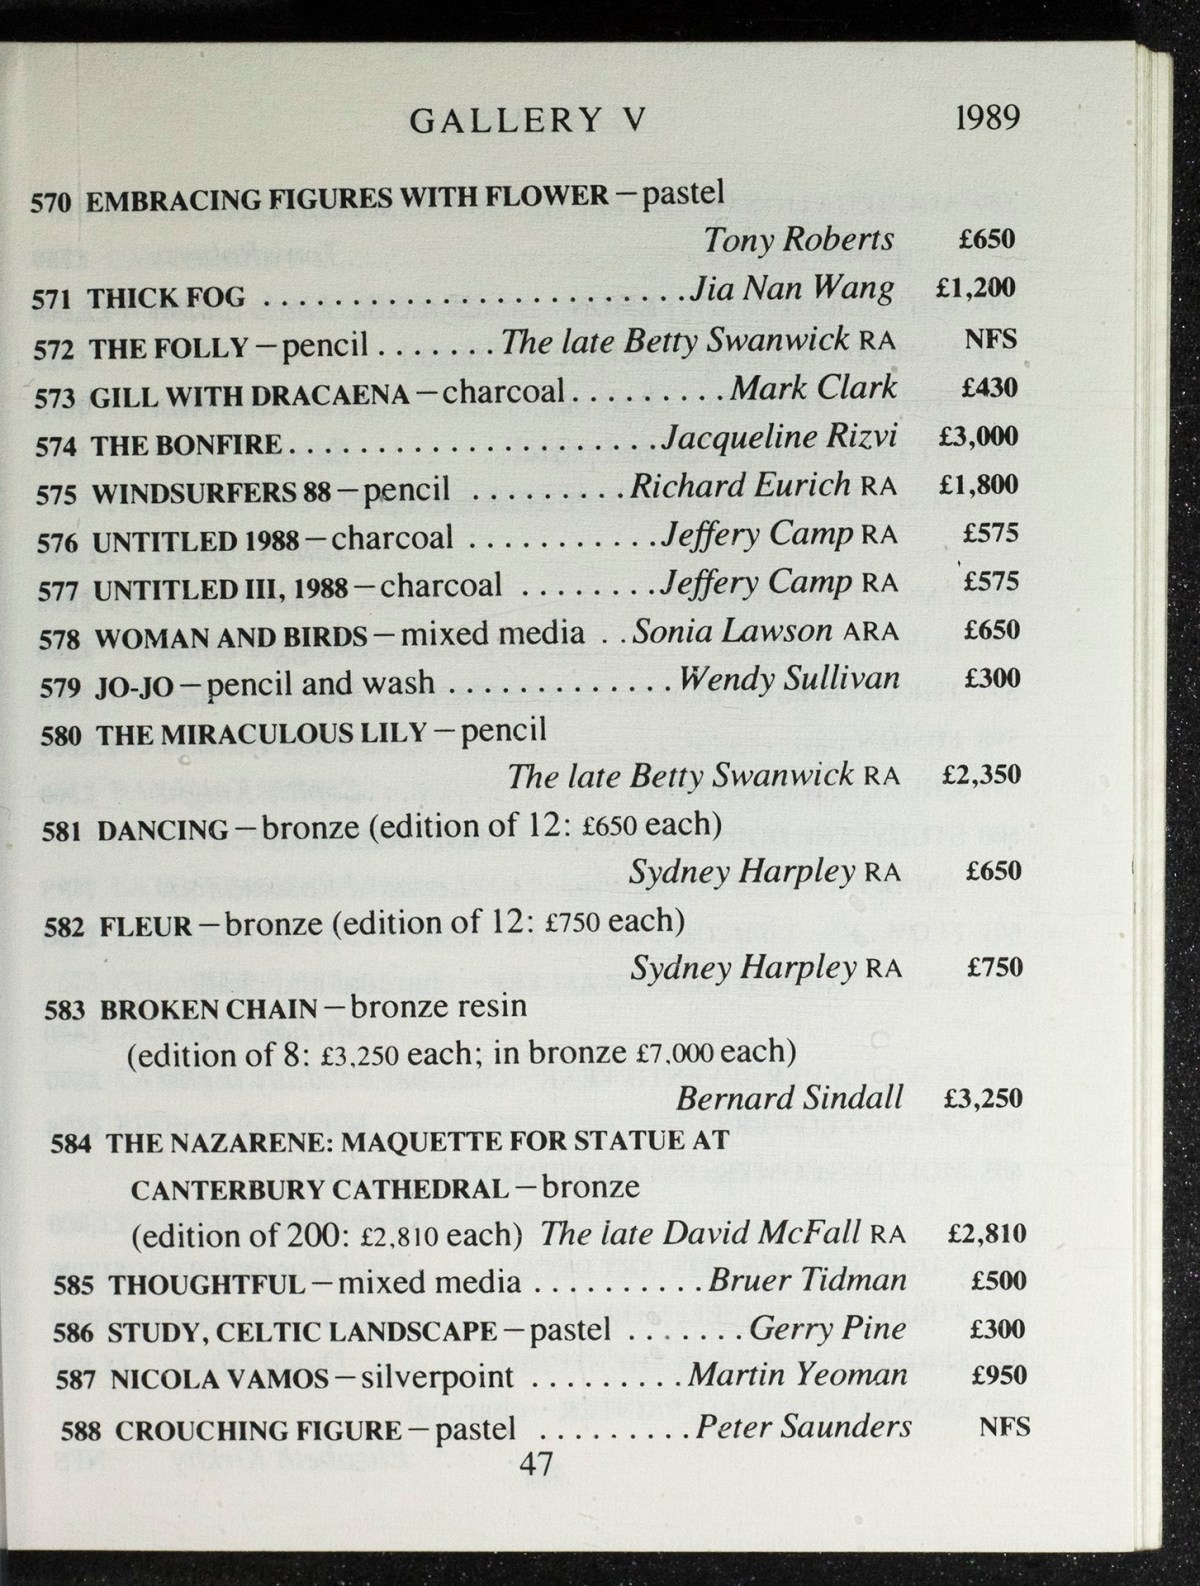 GALLERY V 1989
570 EMBRACING FIGURES WITH FLOWER—pastel
Tony Roberts £650
571 THICK FOG ........................Jia Nan Wang £1,200
572 THE FOLLY—pencil.......The late Betty Swanwick RA NFS
573 GILL WITH DRACAENA—charcoal.........Mark Clark £430
574 THE BONFIRE.....................Jacqueline Rizvi £3,000
575 WINDSURFERS 88—pencil .........Richard Eurich RA £1,800
576 UNTITLED 1988—charcoal ...........Jeffery Camp RA £575
577 UNTITLED III, 1988—charcoal ........Jeffery Camp RA £575
578 WOMAN AND BIRDS—mixed media ..Sonia Lawson ARA £650
579 JO-JO—pencil and wash .............Wendy Sullivan £300
580 THE MIRACULOUS LILY—pencil
The late Betty Swanwick RA £2,350
581 DANCING—bronze (edition of 12: £650 each)
Sydney Harpley RA £650
582 FLEUR—bronze (edition of 12: £750 each)
Sydney Harpley RA £750
583 BROKEN CHAIN—bronze resin
(edition of 8: £3,250 each; in bronze £7,000 each)
Bernard Sindall £3,250
584 THE NAZARENE: MAQUETTE FOR STATUE AT
CANTERBURY CATHEDRAL—bronze
(edition of 200: £2,810 each) The late David McFall RA £2,810
585 THOUGHTFUL—mixed media ..........Bruer Tidman £500
586 STUDY, CELTIC LANDSCAPE—pastel .......Gerry Pine £300
587 NICOLA VAMOS—silverpoint .........Martin Yeoman £950
588 CROUCHING FIGURE—pastel .........Peter Saunders NFS
47